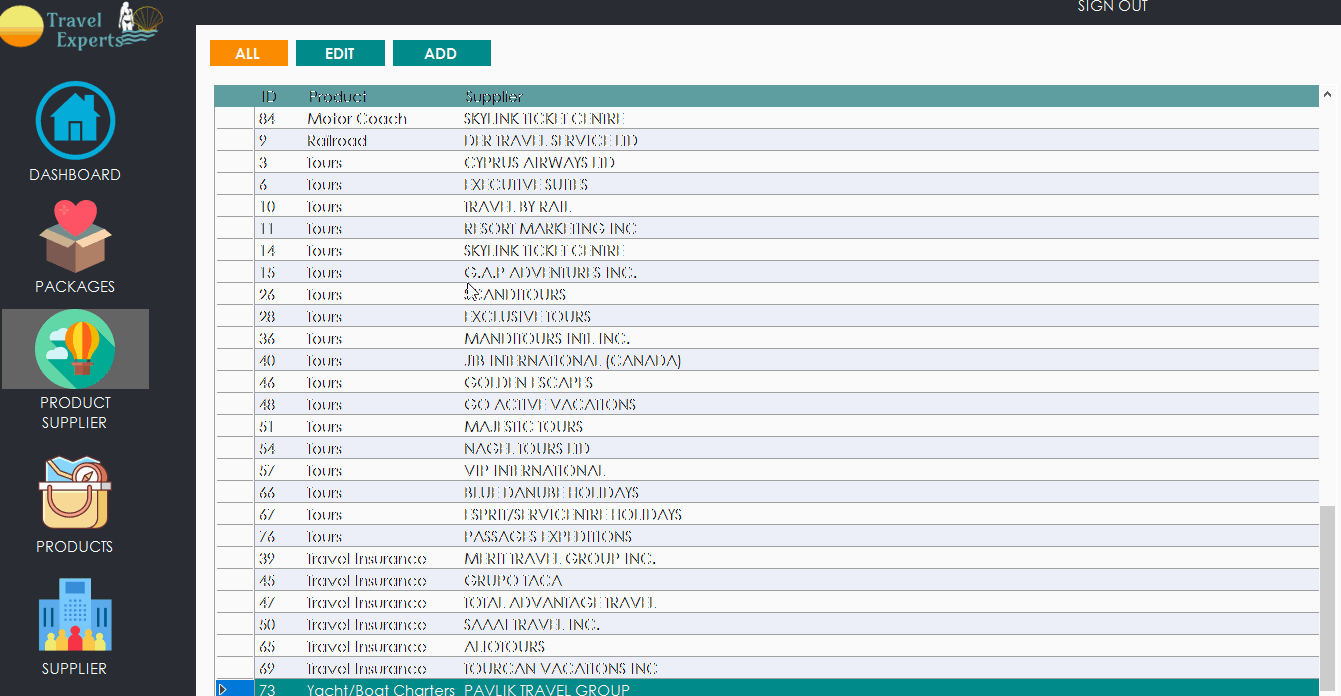 SIGN OUT
Travel
Experts
ALL EDIT ADD
DASHBOARD
PACKAGES
PRODUCT
SUPPLIER
PRODUCTS
SUPPLIER
ID Product Supplier
84 Motor Coach SKYLINK TICKET CENTRE
9 Railroad DER TRAVEL SERVICE LTD
3 Tours CYPRUS AIRWAYS LTD
6 Tours EXECUTIVE SUITES
10 Tours TRAVEL BY RAIL
11 Tours RESORT MARKETING INC
14 Tours SKYLINK TICKET CENTRE
15 Tours G.A.P ADVENTURES INC.
26 Tours SCANDITOURS
28 Tours EXCLUSIVE TOURS
36 Tours MANDITOURS INTL INC.
40 Tours JTB INTERNATIONAL (CANADA)
46 Tours GOLDEN ESCAPES
48 Tours GO ACTIVE VACATIONS
51 Tours MAJESTIC TOURS
54 Tours NAGEL TOURS LTD
57 Tours VIP INTERNATIONAL
66 Tours BLUE DANUBE HOLIDAYS
67 Tours ESPRIT/SERVICENTRE HOLIDAYS
76 Tours PASSAGES EXPEDITIONS
39 Travel Insurance MERIT TRAVEL GROUP INC.
45 Travel Insurance GRUPO TACA
47 Travel Insurance TOTAL ADVANTAGE TRAVEL
50 Travel Insurance SAAAI TRAVEL INC.
65 Travel Insurance ALTOTOURS
69 Travel Insurance TOURCAN VACATIONS INC
73 Yacht/Boat Charters PAVLIK TRAVEL GROUP